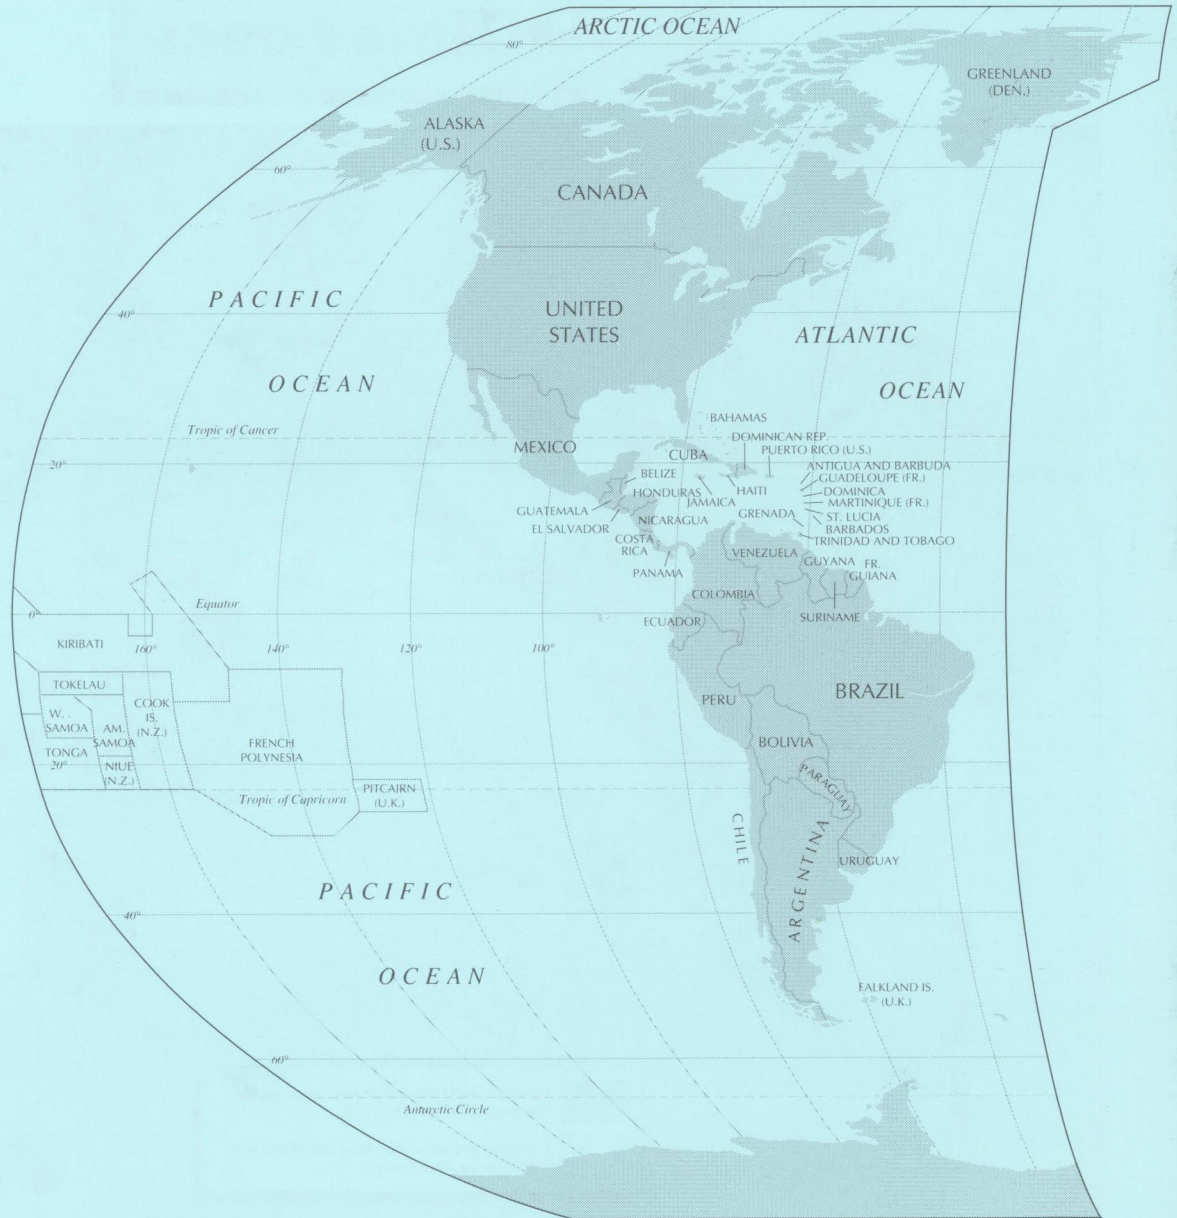 ARCTIC OCEAN
80°
GREENLAND
(DEN.)
ALASKA
(U.S.)
60°
CANADA
PACIFIC
OCEAN
40°
UNITED
STATES
ATLANTIC
OCEAN
Tropic of Cancer
20°
MEXICO
BAHAMAS
CUBA
DOMINICAN REP.
PUERTO RICO (U.S.)
BELIZE
HONDURAS
JAMAICA
HAITI
ANTIGUA AND BARBUDA
GUADELOUPE (FR.)
DOMINICA
MARTINIQUE (FR.)
ST. LUCIA
BARBADOS
GRENADA
TRINIDAD AND TOBAGO
GUATEMALA
EL SALVADOR
NICARAGUA
COSTA
RICA
PANAMA
VENEZUELA
GUYANA
FR.
GUIANA
COLOMBIA
SURINAME
ECUADOR
0°
Equator
160°
140°
120°
100°
KIRIBATI
TOKELAU
W.
SAMOA
AM.
SAMOA
COOK
IS.
(N.Z.)
TONGA
20°
NIUE
(N.Z.)
FRENCH
POLYNESIA
Tropic of Capricorn
PITCAIRN
(U.K.)
PERU
BRAZIL
BOLIVIA
PARAGUAY
CHILE
ARGENTINA
URUGUAY
PACIFIC
OCEAN
40°
FALKLAND IS.
(U.K.)
60°
Antarctic Circle